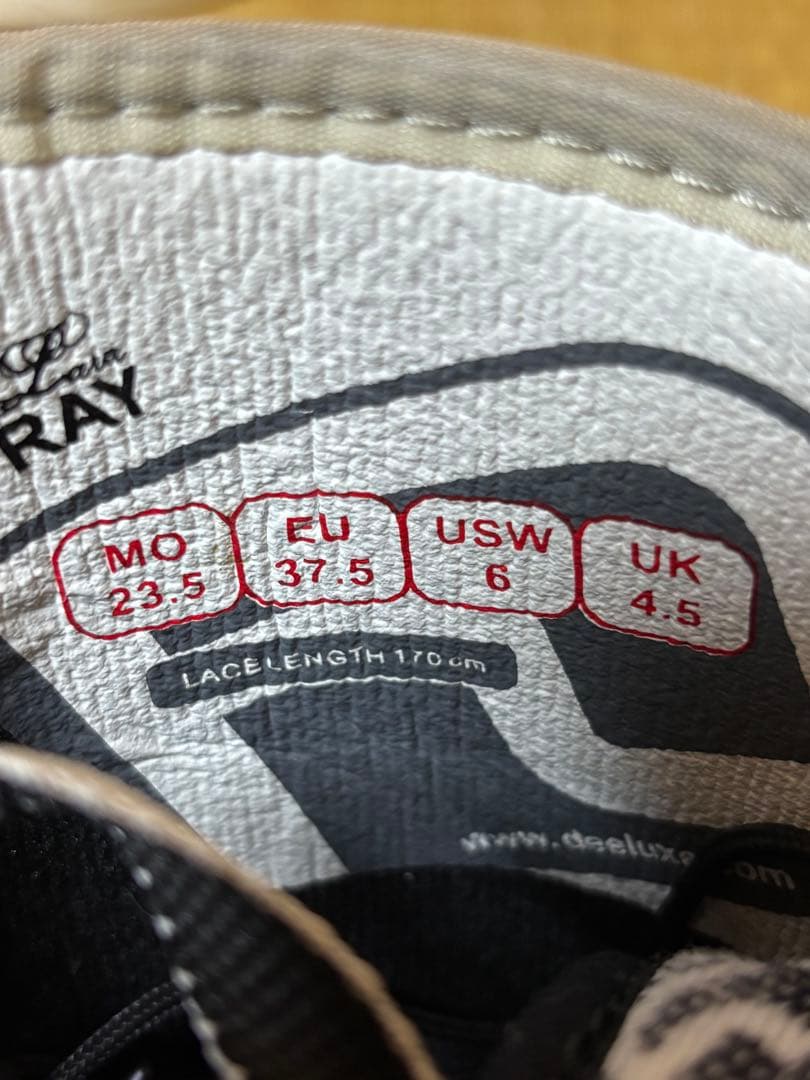 RAY
MO
23.5
EU
37.5
USW
6
UK
4.5
LACE LENGTH 170 cm